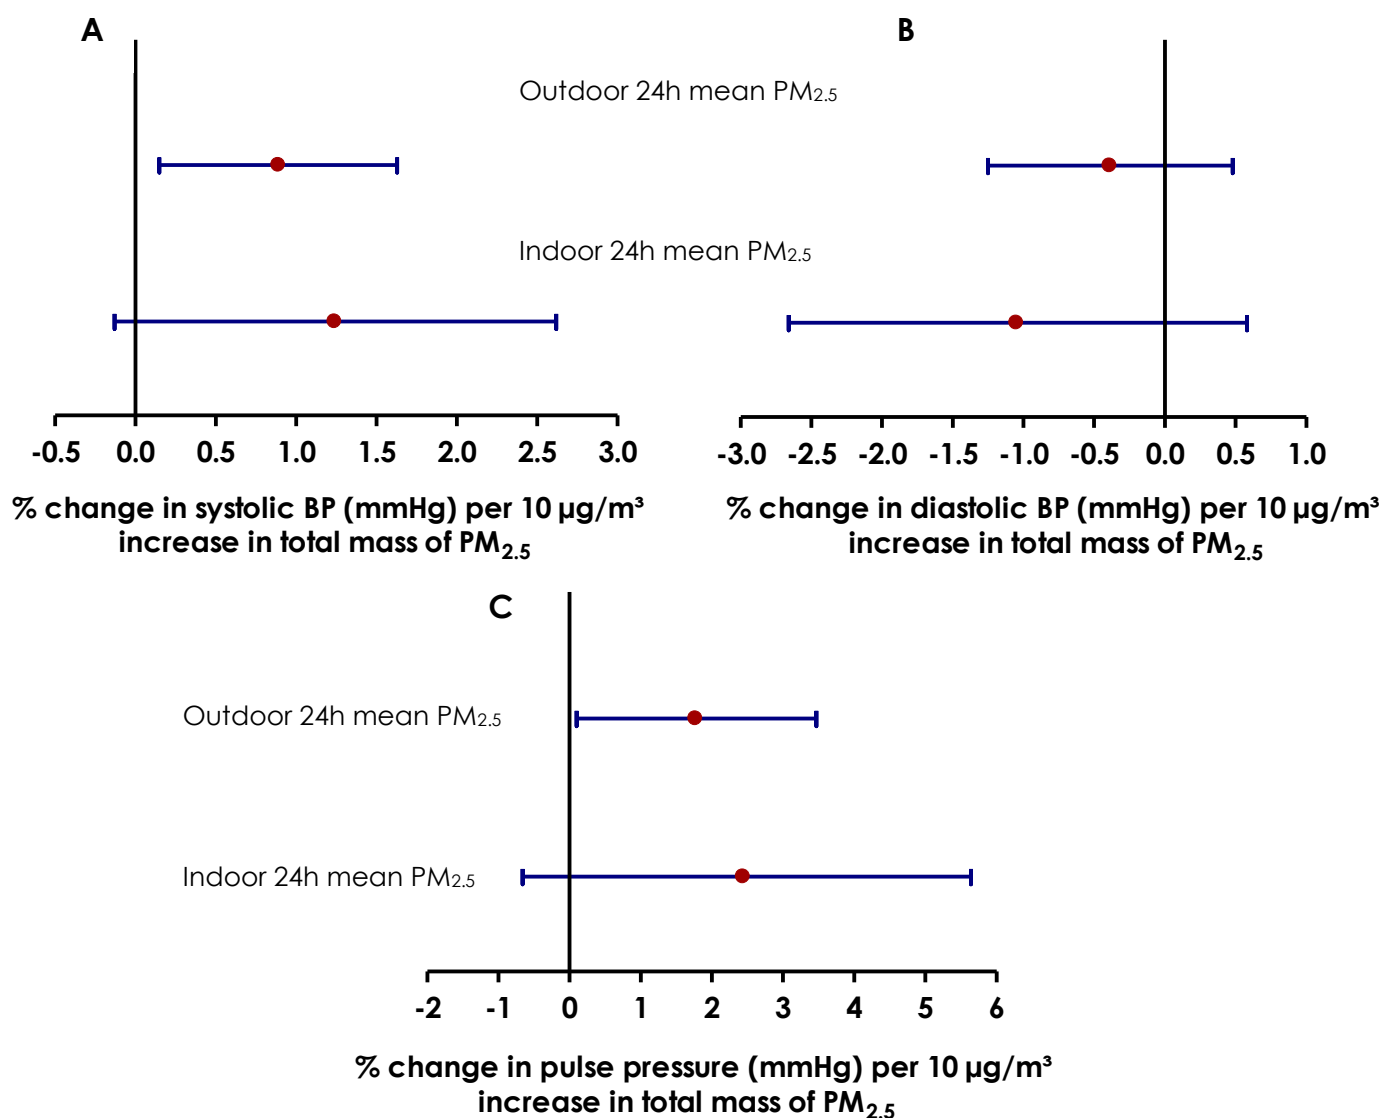 A
B
Outdoor 24h mean PM2.5
Indoor 24h mean PM2.5
-0.5 0.0 0.5 1.0 1.5 2.0 2.5 3.0
-3.0 -2.5 -2.0 -1.5 -1.0 -0.5 0.0 0.5 1.0
% change in systolic BP (mmHg) per 10 µg/m³
increase in total mass of PM2.5
% change in diastolic BP (mmHg) per 10 µg/m³
increase in total mass of PM2.5
C
Outdoor 24h mean PM2.5
Indoor 24h mean PM2.5
-2 -1 0 1 2 3 4 5 6
% change in pulse pressure (mmHg) per 10 µg/m³
increase in total mass of PM2.5